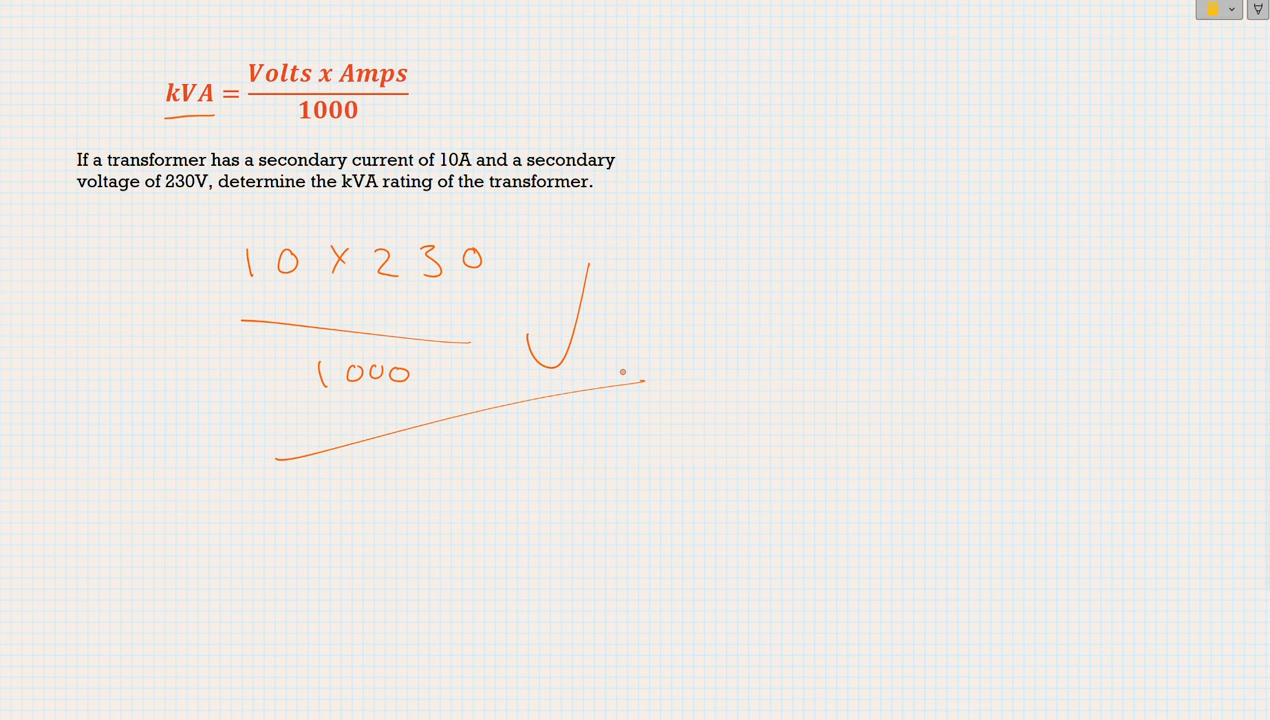 kVA = Volts x Amps
1000
If a transformer has a secondary current of 10A and a secondary
voltage of 230V, determine the kVA rating of the transformer.
10 x 230
1000